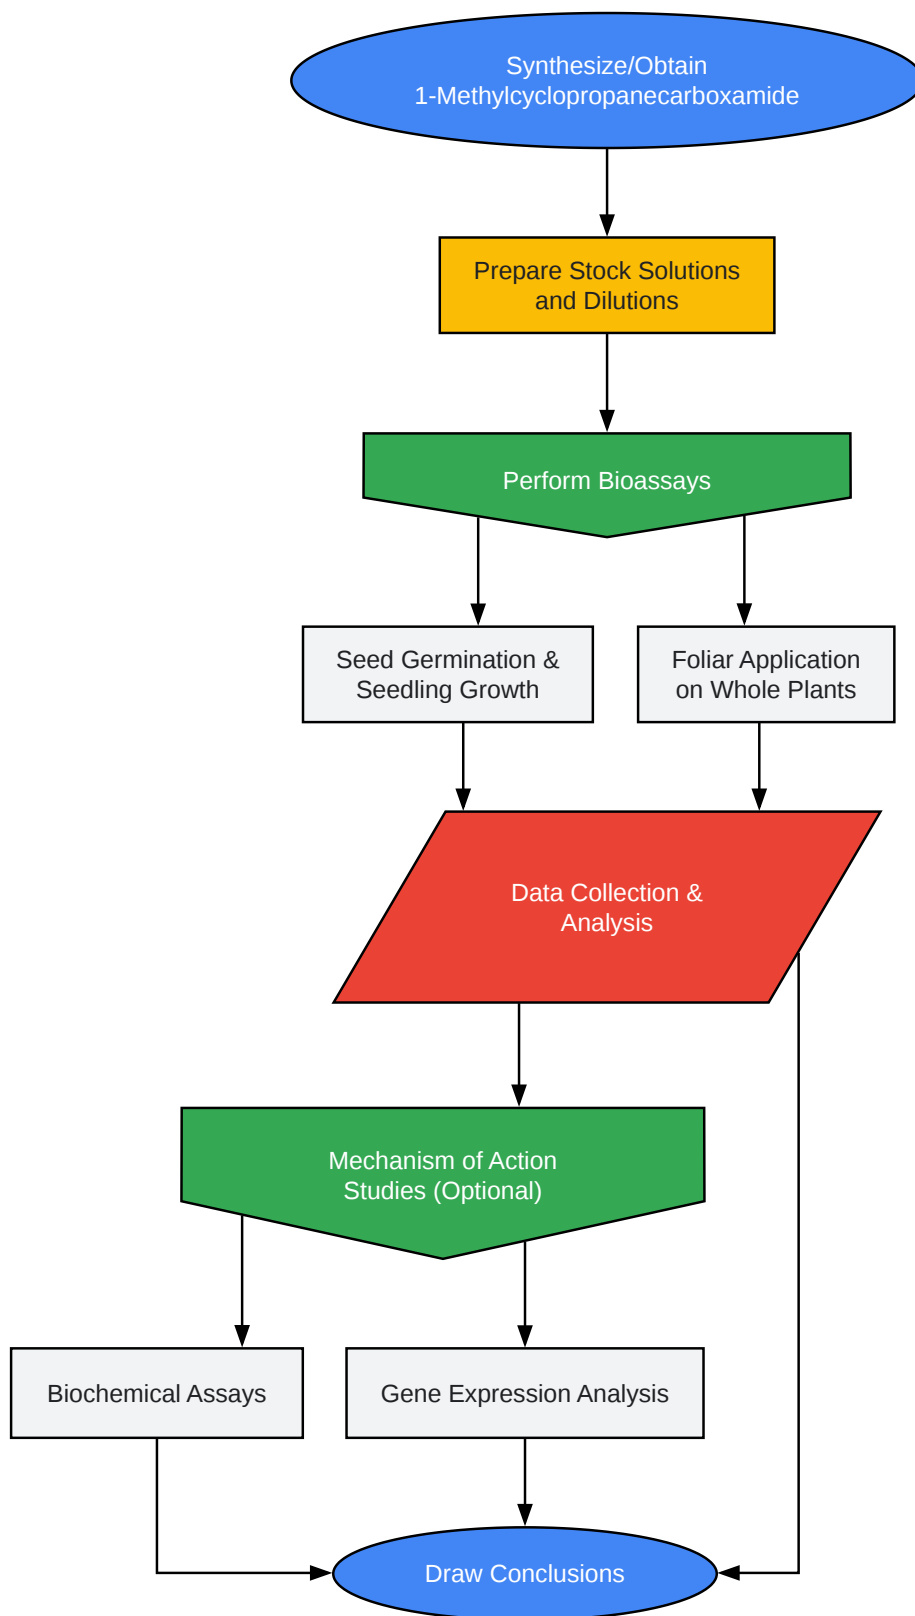 Synthesize/Obtain
1-Methylcyclopropanecarboxamide
Prepare Stock Solutions
and Dilutions
Perform Bioassays
Seed Germination &
Seedling Growth
Foliar Application
on Whole Plants
Data Collection &
Analysis
Mechanism of Action
Studies (Optional)
Biochemical Assays
Gene Expression Analysis
Draw Conclusions